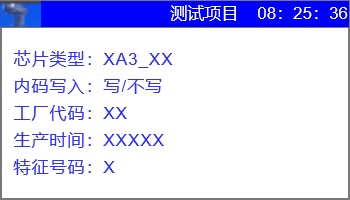 测试项目 08：25：36
芯片类型：XA3_XX
内码写入：写/不写
工厂代码：XX
生产时间：XXXXX
特征号码：X